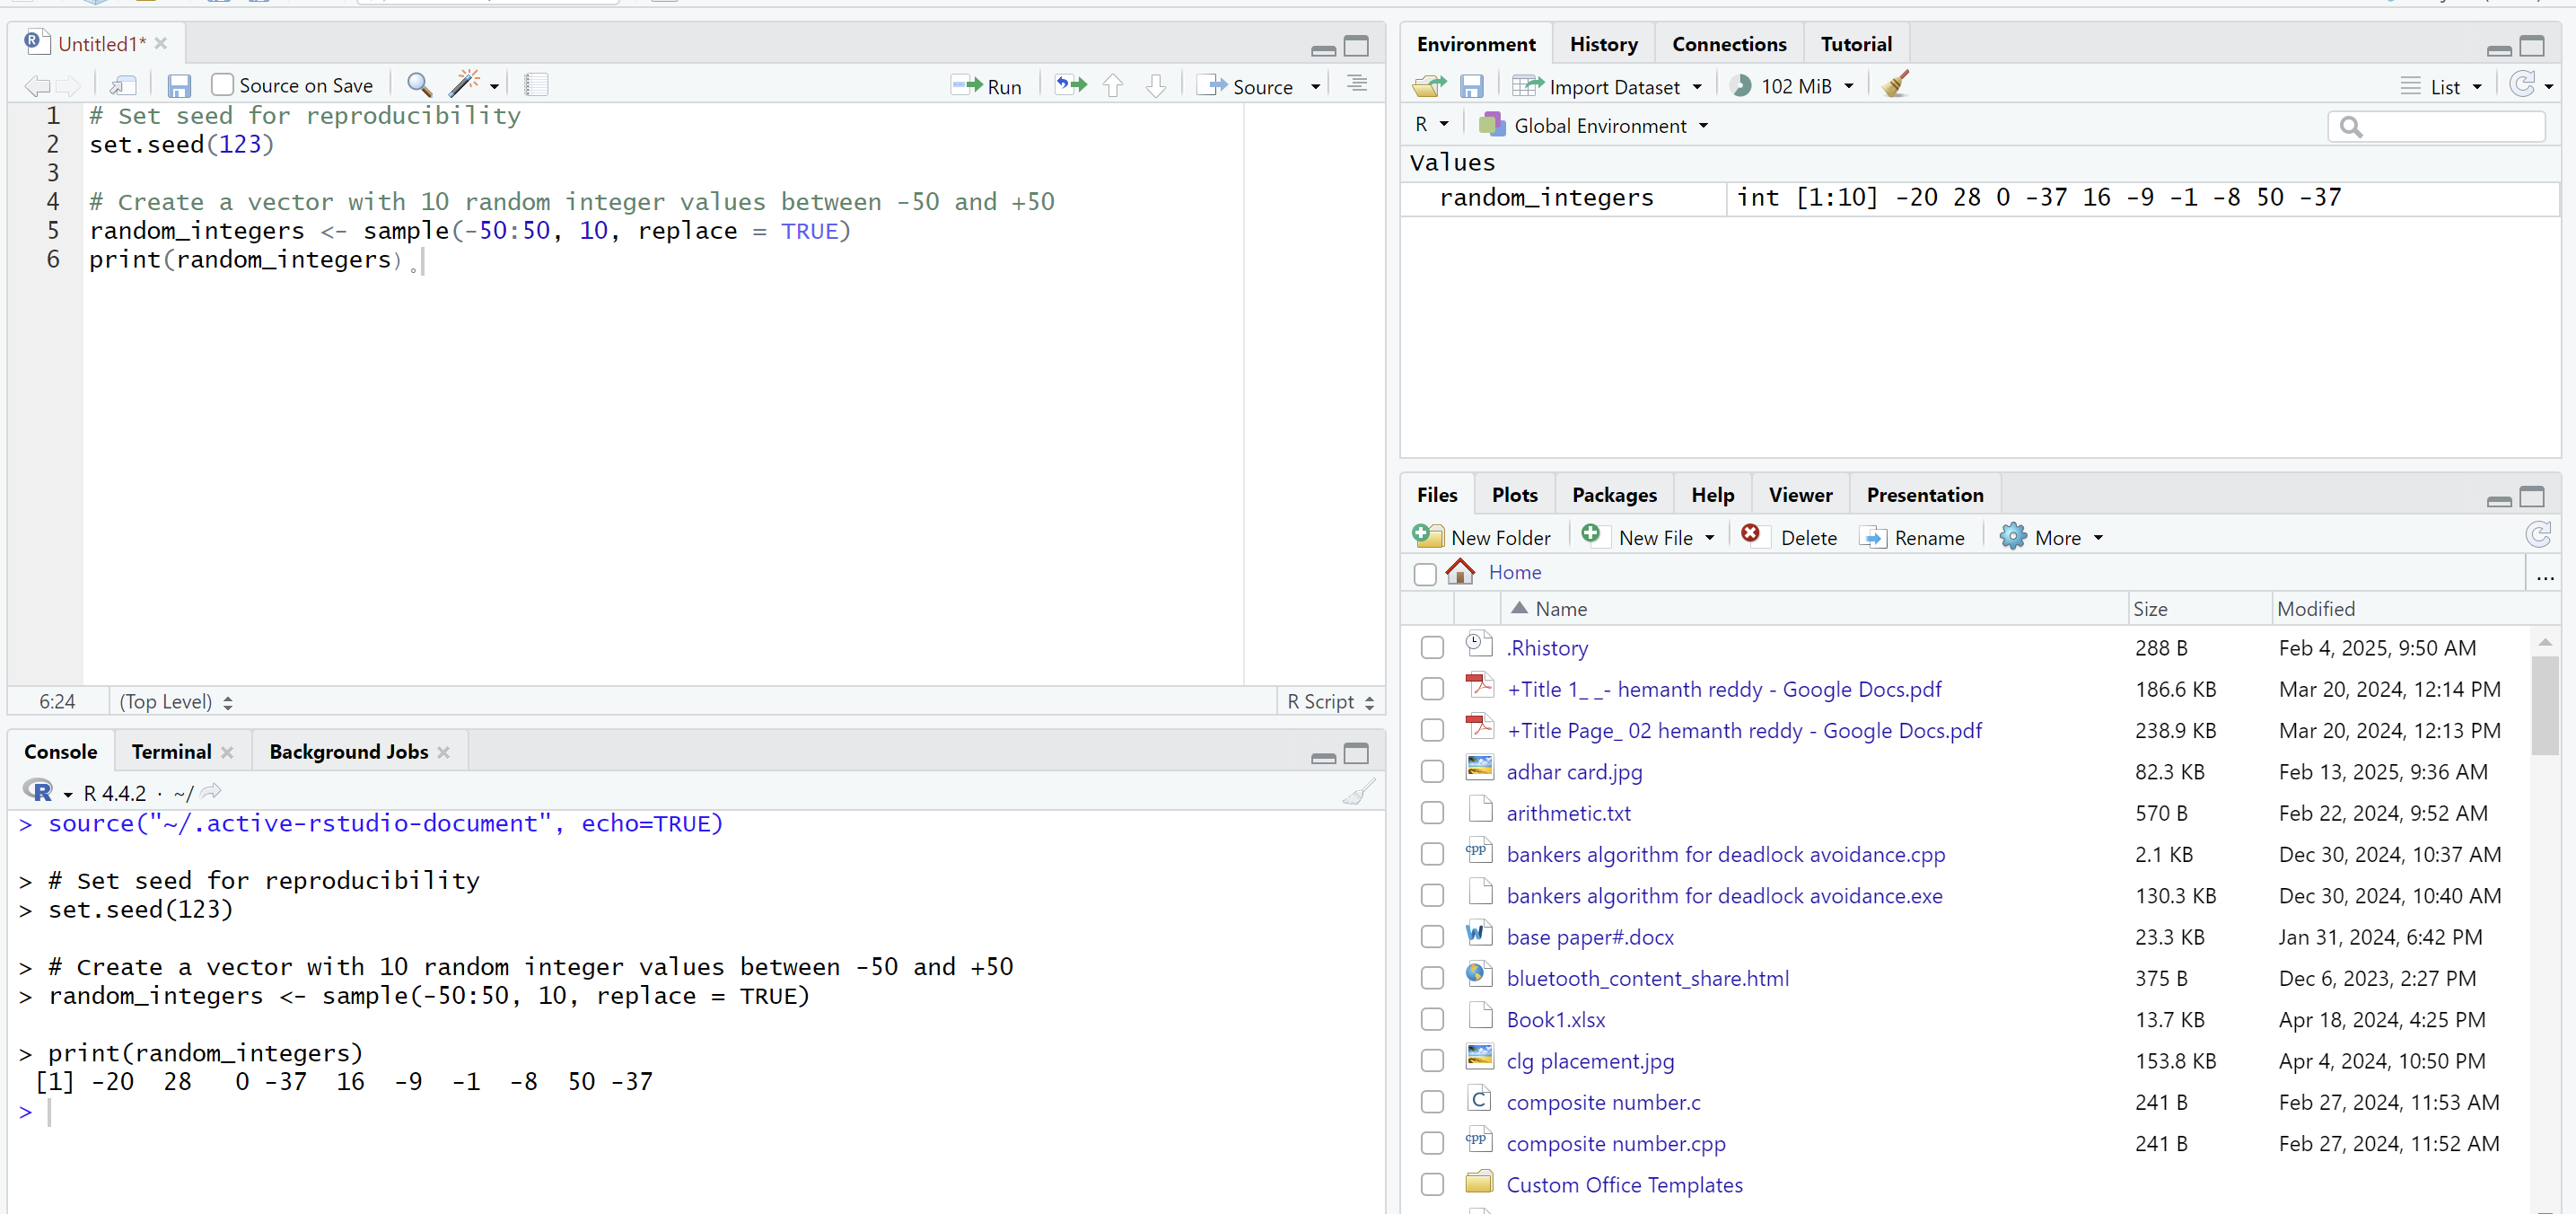 Untitled1*
Source on Save
Run
Source
1 # Set seed for reproducibility
2 set.seed(123)
3
4 # Create a vector with 10 random integer values between -50 and +50
5 random_integers <- sample(-50:50, 10, replace = TRUE)
6 print(random_integers)。
6:24 (Top Level) R Script
Console Terminal Background Jobs
R 4.4.2 · ~/
> source("~/.active-rstudio-document", echo=TRUE)
> # Set seed for reproducibility
> set.seed(123)
> # Create a vector with 10 random integer values between -50 and +50
> random_integers <- sample(-50:50, 10, replace = TRUE)
> print(random_integers)
[1] -20 28 0 -37 16 -9 -1 -8 50 -37
>
Environment History Connections Tutorial
Import Dataset 102 MiB List
R Global Environment
Values
random_integers int [1:10] -20 28 0 -37 16 -9 -1 -8 50 -37
Files Plots Packages Help Viewer Presentation
New Folder New File Delete Rename More
Home ...
Name Size Modified
.Rhistory 288 B Feb 4, 2025, 9:50 AM
+Title 1_ _- hemanth reddy - Google Docs.pdf 186.6 KB Mar 20, 2024, 12:14 PM
+Title Page_ 02 hemanth reddy - Google Docs.pdf 238.9 KB Mar 20, 2024, 12:13 PM
adhar card.jpg 82.3 KB Feb 13, 2025, 9:36 AM
arithmetic.txt 570 B Feb 22, 2024, 9:52 AM
cpp bankers algorithm for deadlock avoidance.cpp 2.1 KB Dec 30, 2024, 10:37 AM
bankers algorithm for deadlock avoidance.exe 130.3 KB Dec 30, 2024, 10:40 AM
base paper#.docx 23.3 KB Jan 31, 2024, 6:42 PM
bluetooth_content_share.html 375 B Dec 6, 2023, 2:27 PM
Book1.xlsx 13.7 KB Apr 18, 2024, 4:25 PM
clg placement.jpg 153.8 KB Apr 4, 2024, 10:50 PM
C composite number.c 241 B Feb 27, 2024, 11:53 AM
cpp composite number.cpp 241 B Feb 27, 2024, 11:52 AM
Custom Office Templates